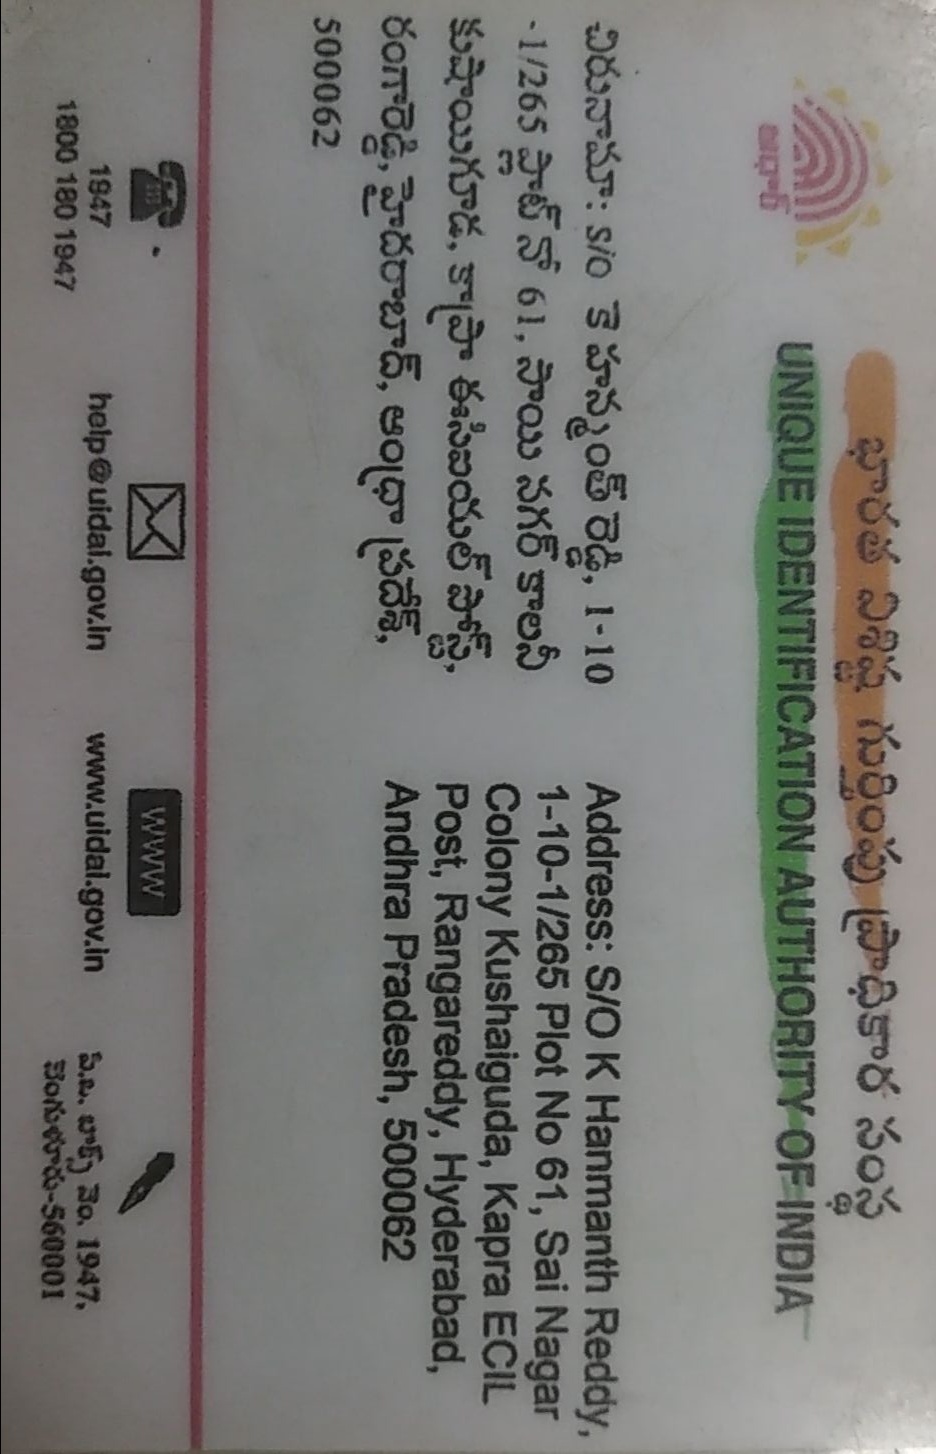 భారత విశిష్ట గుర్తింపు ప్రాధికార సంస్థ
UNIQUE IDENTIFICATION AUTHORITY OF INDIA
ఆధార్
చిరునామా: S/O కె హన్మంత్ రెడ్డి, 1-10
-1/265 ప్లాట్ నో 61, సాయి నగర్ కాలనీ
కుషాయిగూడ, కాప్రా ఈసిఐయల్ పోస్ట్,
రంగారెడ్డి, హైదరాబాద్, ఆంధ్రా ప్రదేశ్,
500062
Address: S/O K Hanmanth Reddy,
1-10-1/265 Plot No 61, Sai Nagar
Colony Kushaiguda, Kapra ECIL
Post, Rangareddy, Hyderabad,
Andhra Pradesh, 500062
1947
1800 180 1947
help@uidai.gov.in
WWW
www.uidai.gov.in
పి.బి. బాక్స్ నెం. 1947,
బెంగుళూరు-560001